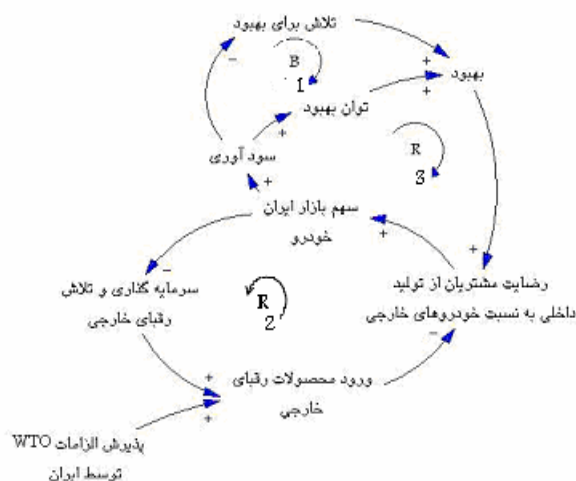 تلاش برای بهبود
بهبود
B
1
توان بهبود
سود آوری
R
3
سهم بازار ایران
خودرو
رضایت مشتریان از تولید
داخلی به نسبت خودروهای خارجی
سرمایه گذاری و تلاش
رقبای خارجی
R
2
ورود محصولات رقبای
خارجی
پذیرش الزامات WTO
توسط ایران
–
+
+
+
+
+
+
–
–
+
+